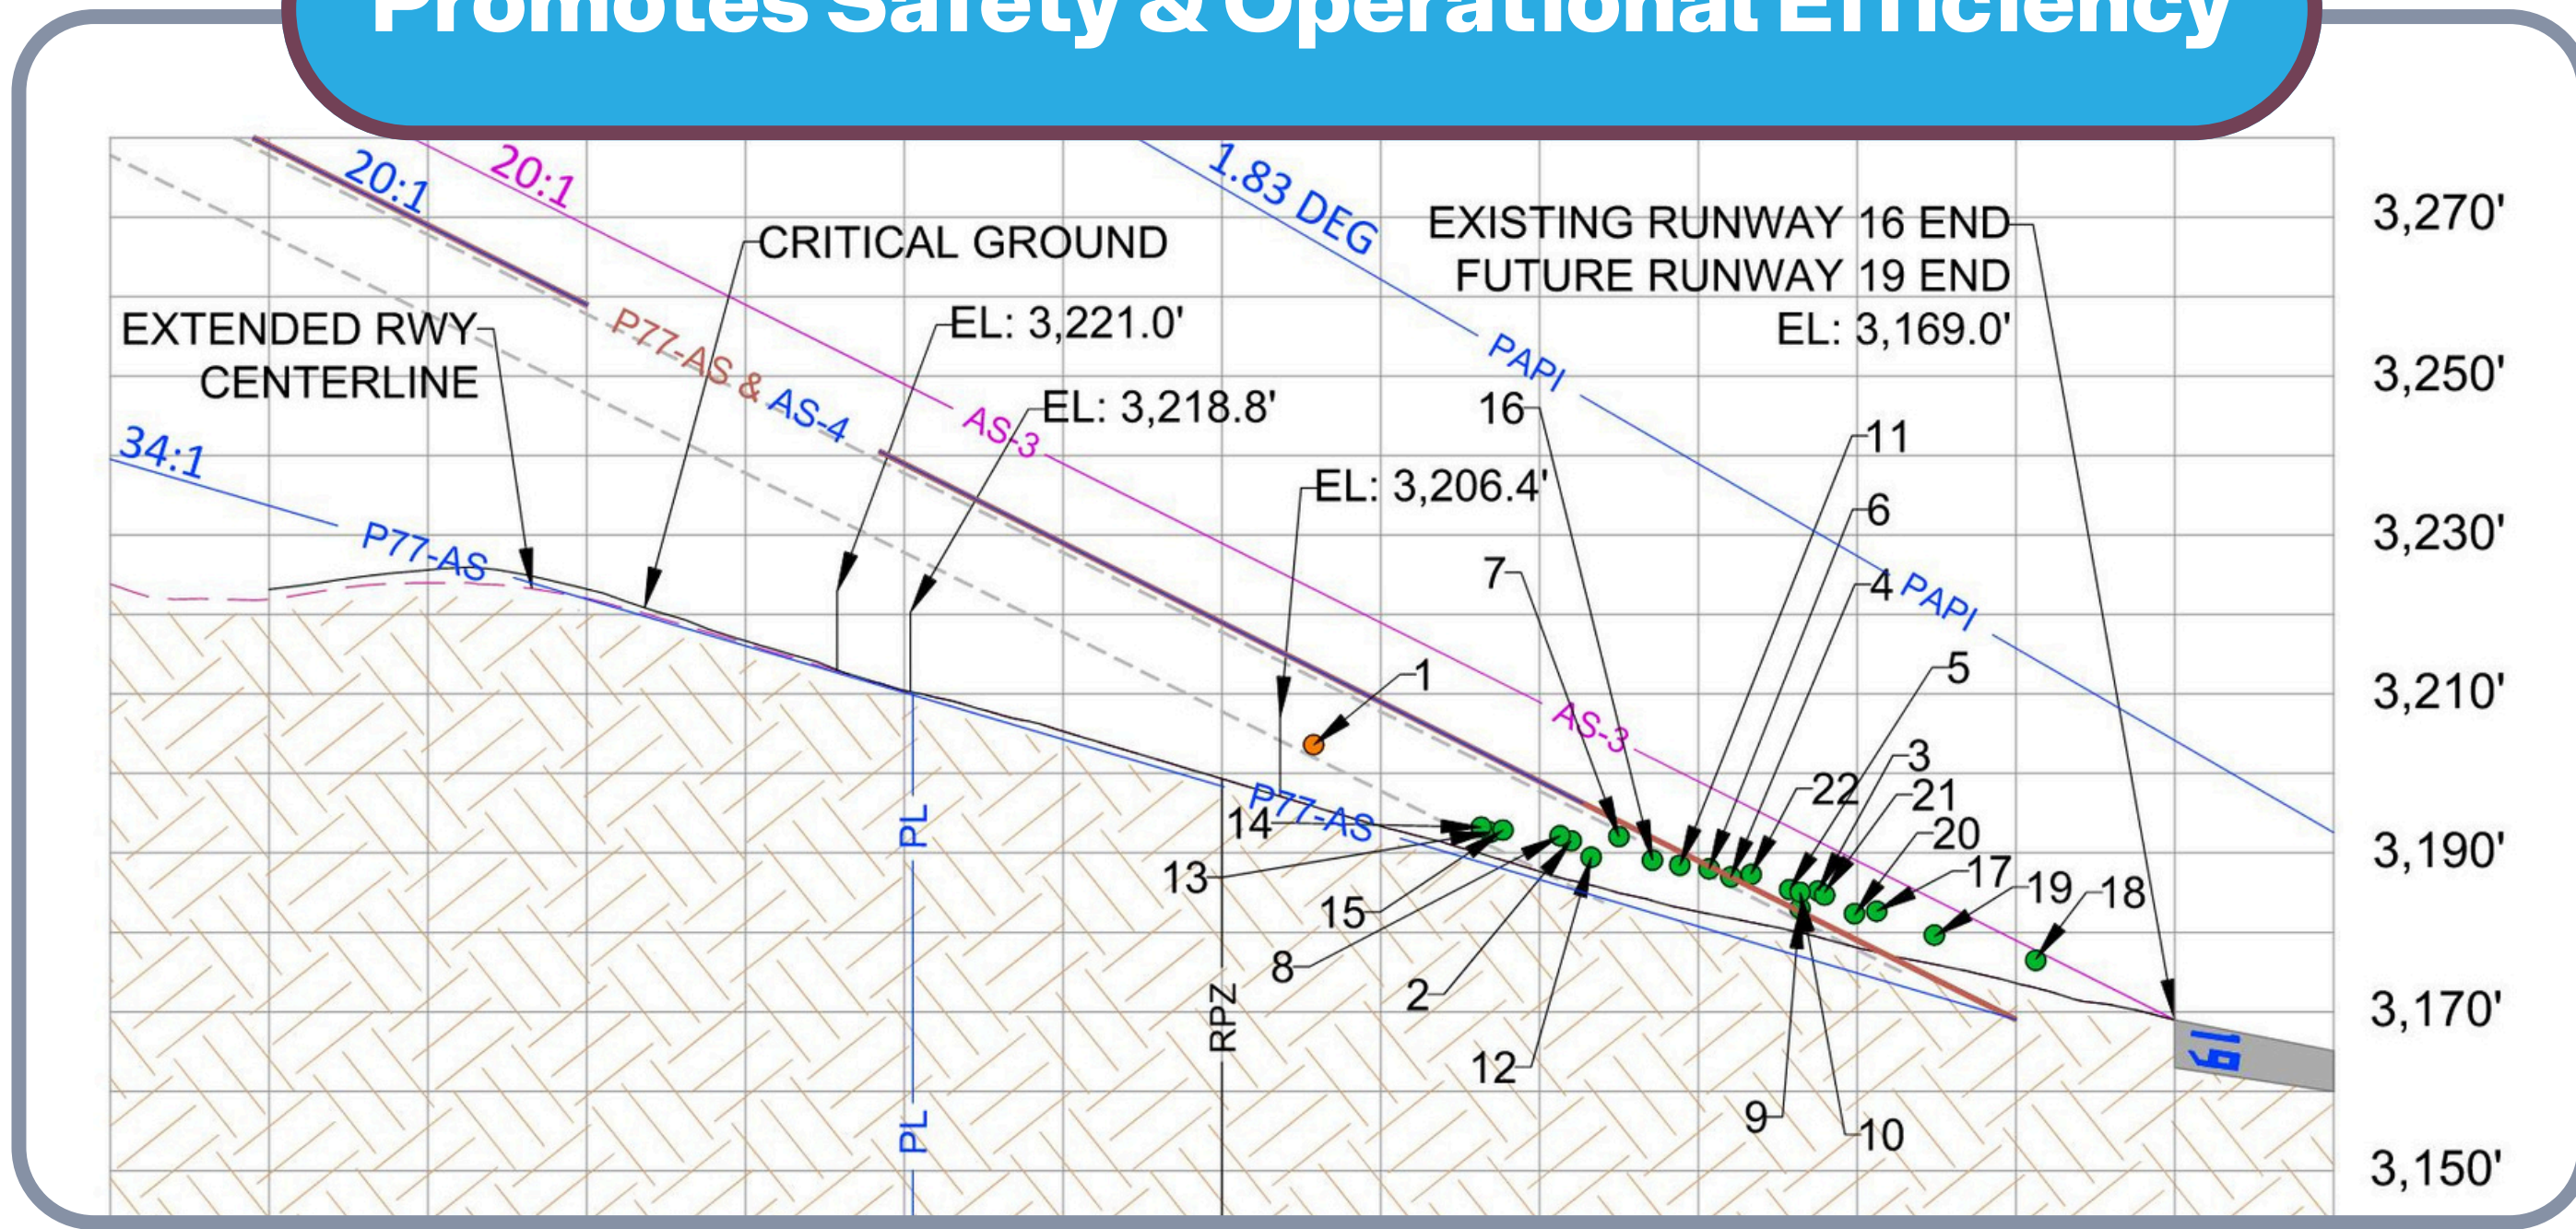 Promotes Safety & Operational Efficiency
20:1
20:1
1.83 DEG
EXISTING RUNWAY 16 END
FUTURE RUNWAY 19 END
EL: 3,169.0'
3,270'
CRITICAL GROUND
EXTENDED RWY
CENTERLINE
EL: 3,221.0'
P77-AS & AS-4
PAPI
3,250'
EL: 3,218.8'
AS-3
16
11
34:1
EL: 3,206.4'
6
P77-AS
7
4
PAPI
3,230'
1
5
3,210'
AS-3
3
22
21
P77-AS
14
PL
20
3,190'
13
17
19
18
15
8
2
RPZ
3,170'
19
12
9
10
PL
3,150'